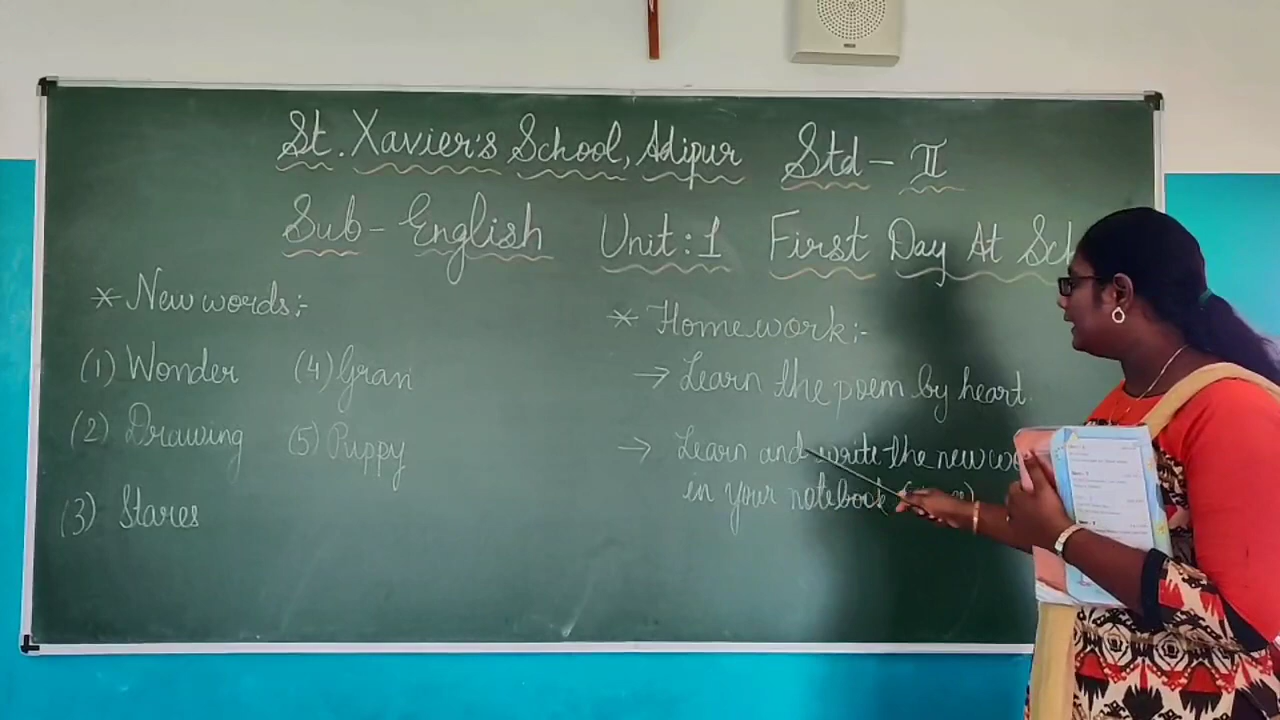 St. Xavier's School, Adipur Std - II
Sub - English Unit : 1 First Day At
* New words :-
(1) Wonder (4) Gran
(2) Drawing (5) Puppy
(3) Stares
* Homework :-
→ Learn the poem by heart.
→ Learn and write the new
in your notebook